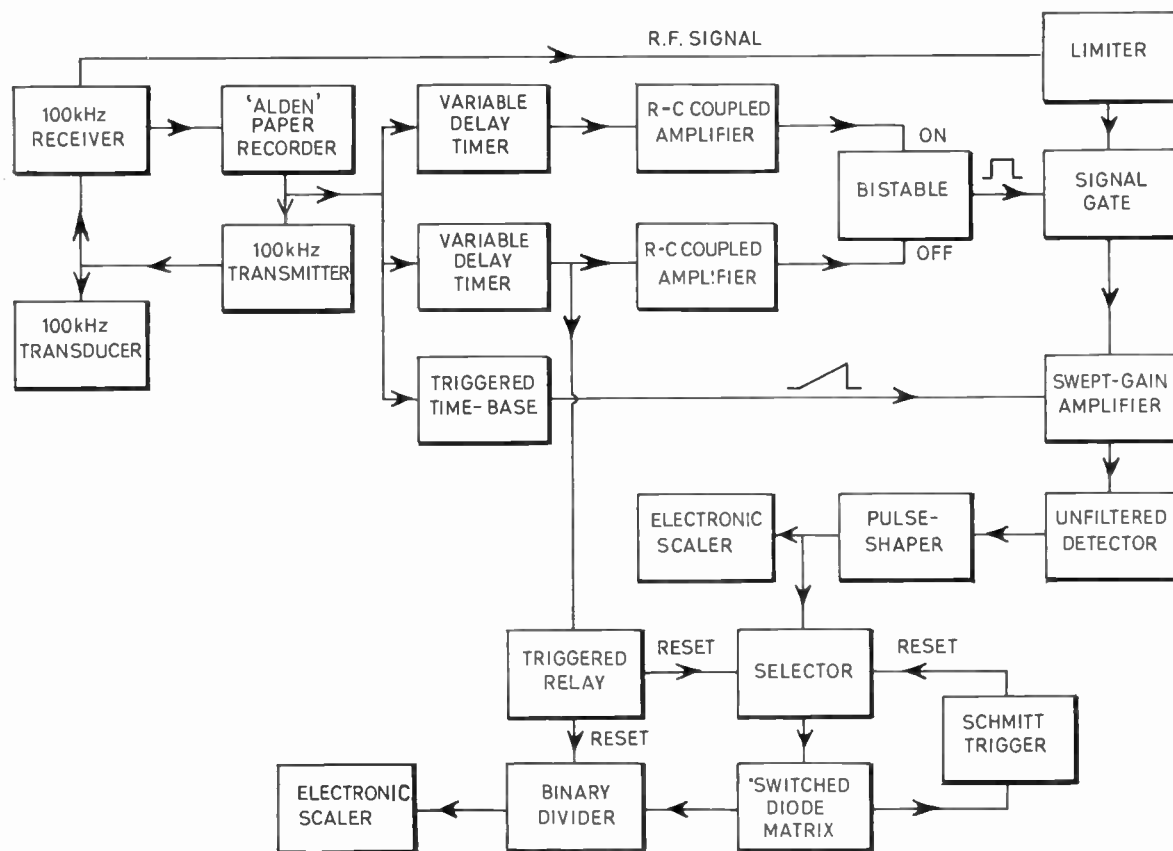 R.F. SIGNAL
LIMITER
100kHz
RECEIVER
'ALDEN'
PAPER
RECORDER
VARIABLE
DELAY
TIMER
R-C COUPLED
AMPLIFIER
ON
BISTABLE
OFF
SIGNAL
GATE
100kHz
TRANSMITTER
VARIABLE
DELAY
TIMER
R-C COUPLED
AMPLIFIER
100kHz
TRANSDUCER
TRIGGERED
TIME-BASE
SWEPT-GAIN
AMPLIFIER
ELECTRONIC
SCALER
PULSE-
SHAPER
UNFILTERED
DETECTOR
TRIGGERED
RELAY
RESET
SELECTOR
RESET
SCHMITT
TRIGGER
RESET
ELECTRONIC
SCALER
BINARY
DIVIDER
SWITCHED
DIODE
MATRIX